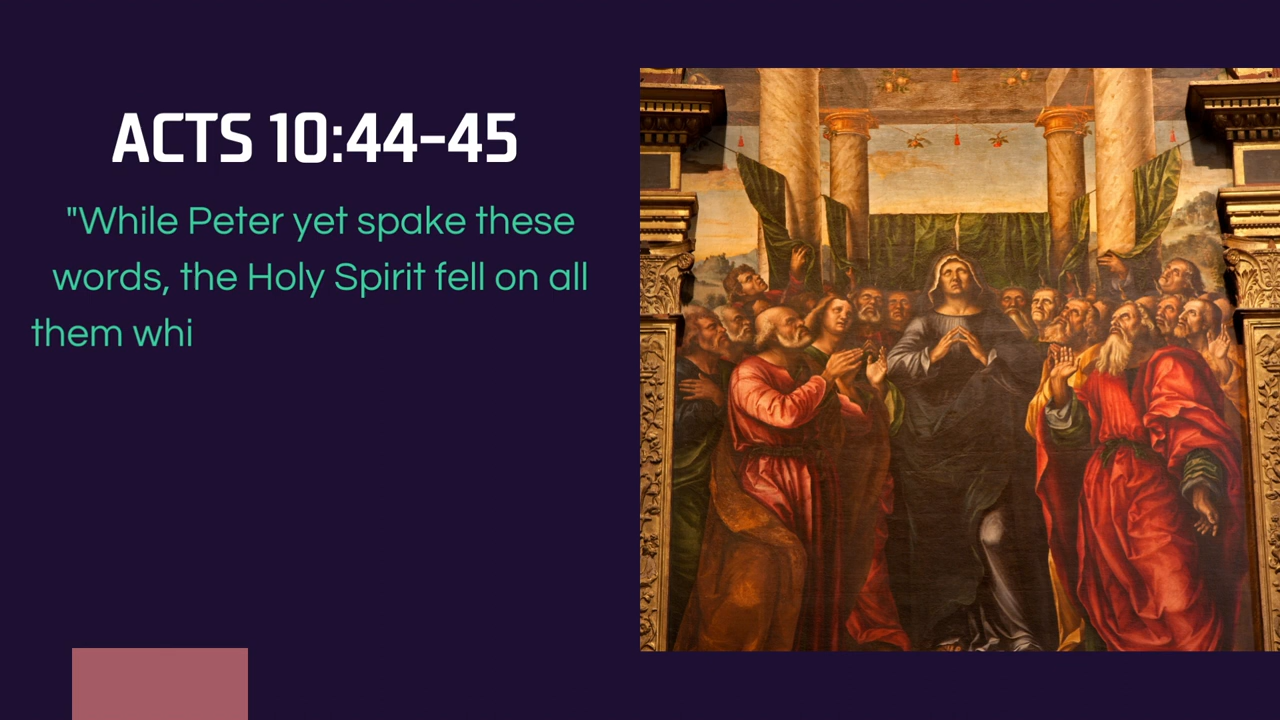 ACTS 10:44-45
"While Peter yet spake these
words, the Holy Spirit fell on all
them whi